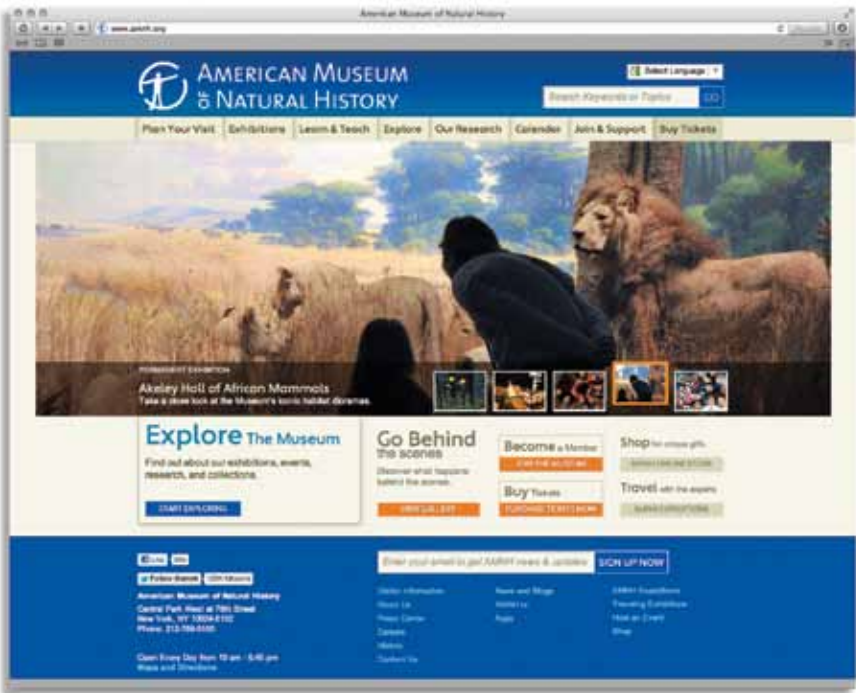 American Museum of Natural History
www.amnh.org
Select Language
AMERICAN MUSEUM
OF NATURAL HISTORY
Search Keywords or Topics GO
Plan Your Visit Exhibitions Learn & Teach Explore Our Research Calendar Join & Support Buy Tickets
PERMANENT EXHIBITION
Akeley Hall of African Mammals
Take a close look at the Museum's iconic habitat dioramas.
Explore The Museum
Find out about our exhibitions, events,
research, and collections.
START EXPLORING
Go Behind
the scenes
Discover what happens
behind the scenes.
VIEW GALLERY
Become a Member
JOIN THE MUSEUM
Buy Tickets
PURCHASE TICKETS NOW
Shop for unique gifts.
Travel with the experts
Like
Enter your email to get AMNH news & updates SIGN UP NOW
American Museum of Natural History
Central Park West at 79th Street
New York, NY 10024-5192
Phone: 212-769-5100
Open Every Day from 10 am - 5:45 pm
Maps and Directions
Visitor Information
About Us
Press Center
Careers
History
Contact Us
News and Blogs
Apps
AMNH Expeditions
Traveling Exhibitions
Host an Event
Shop